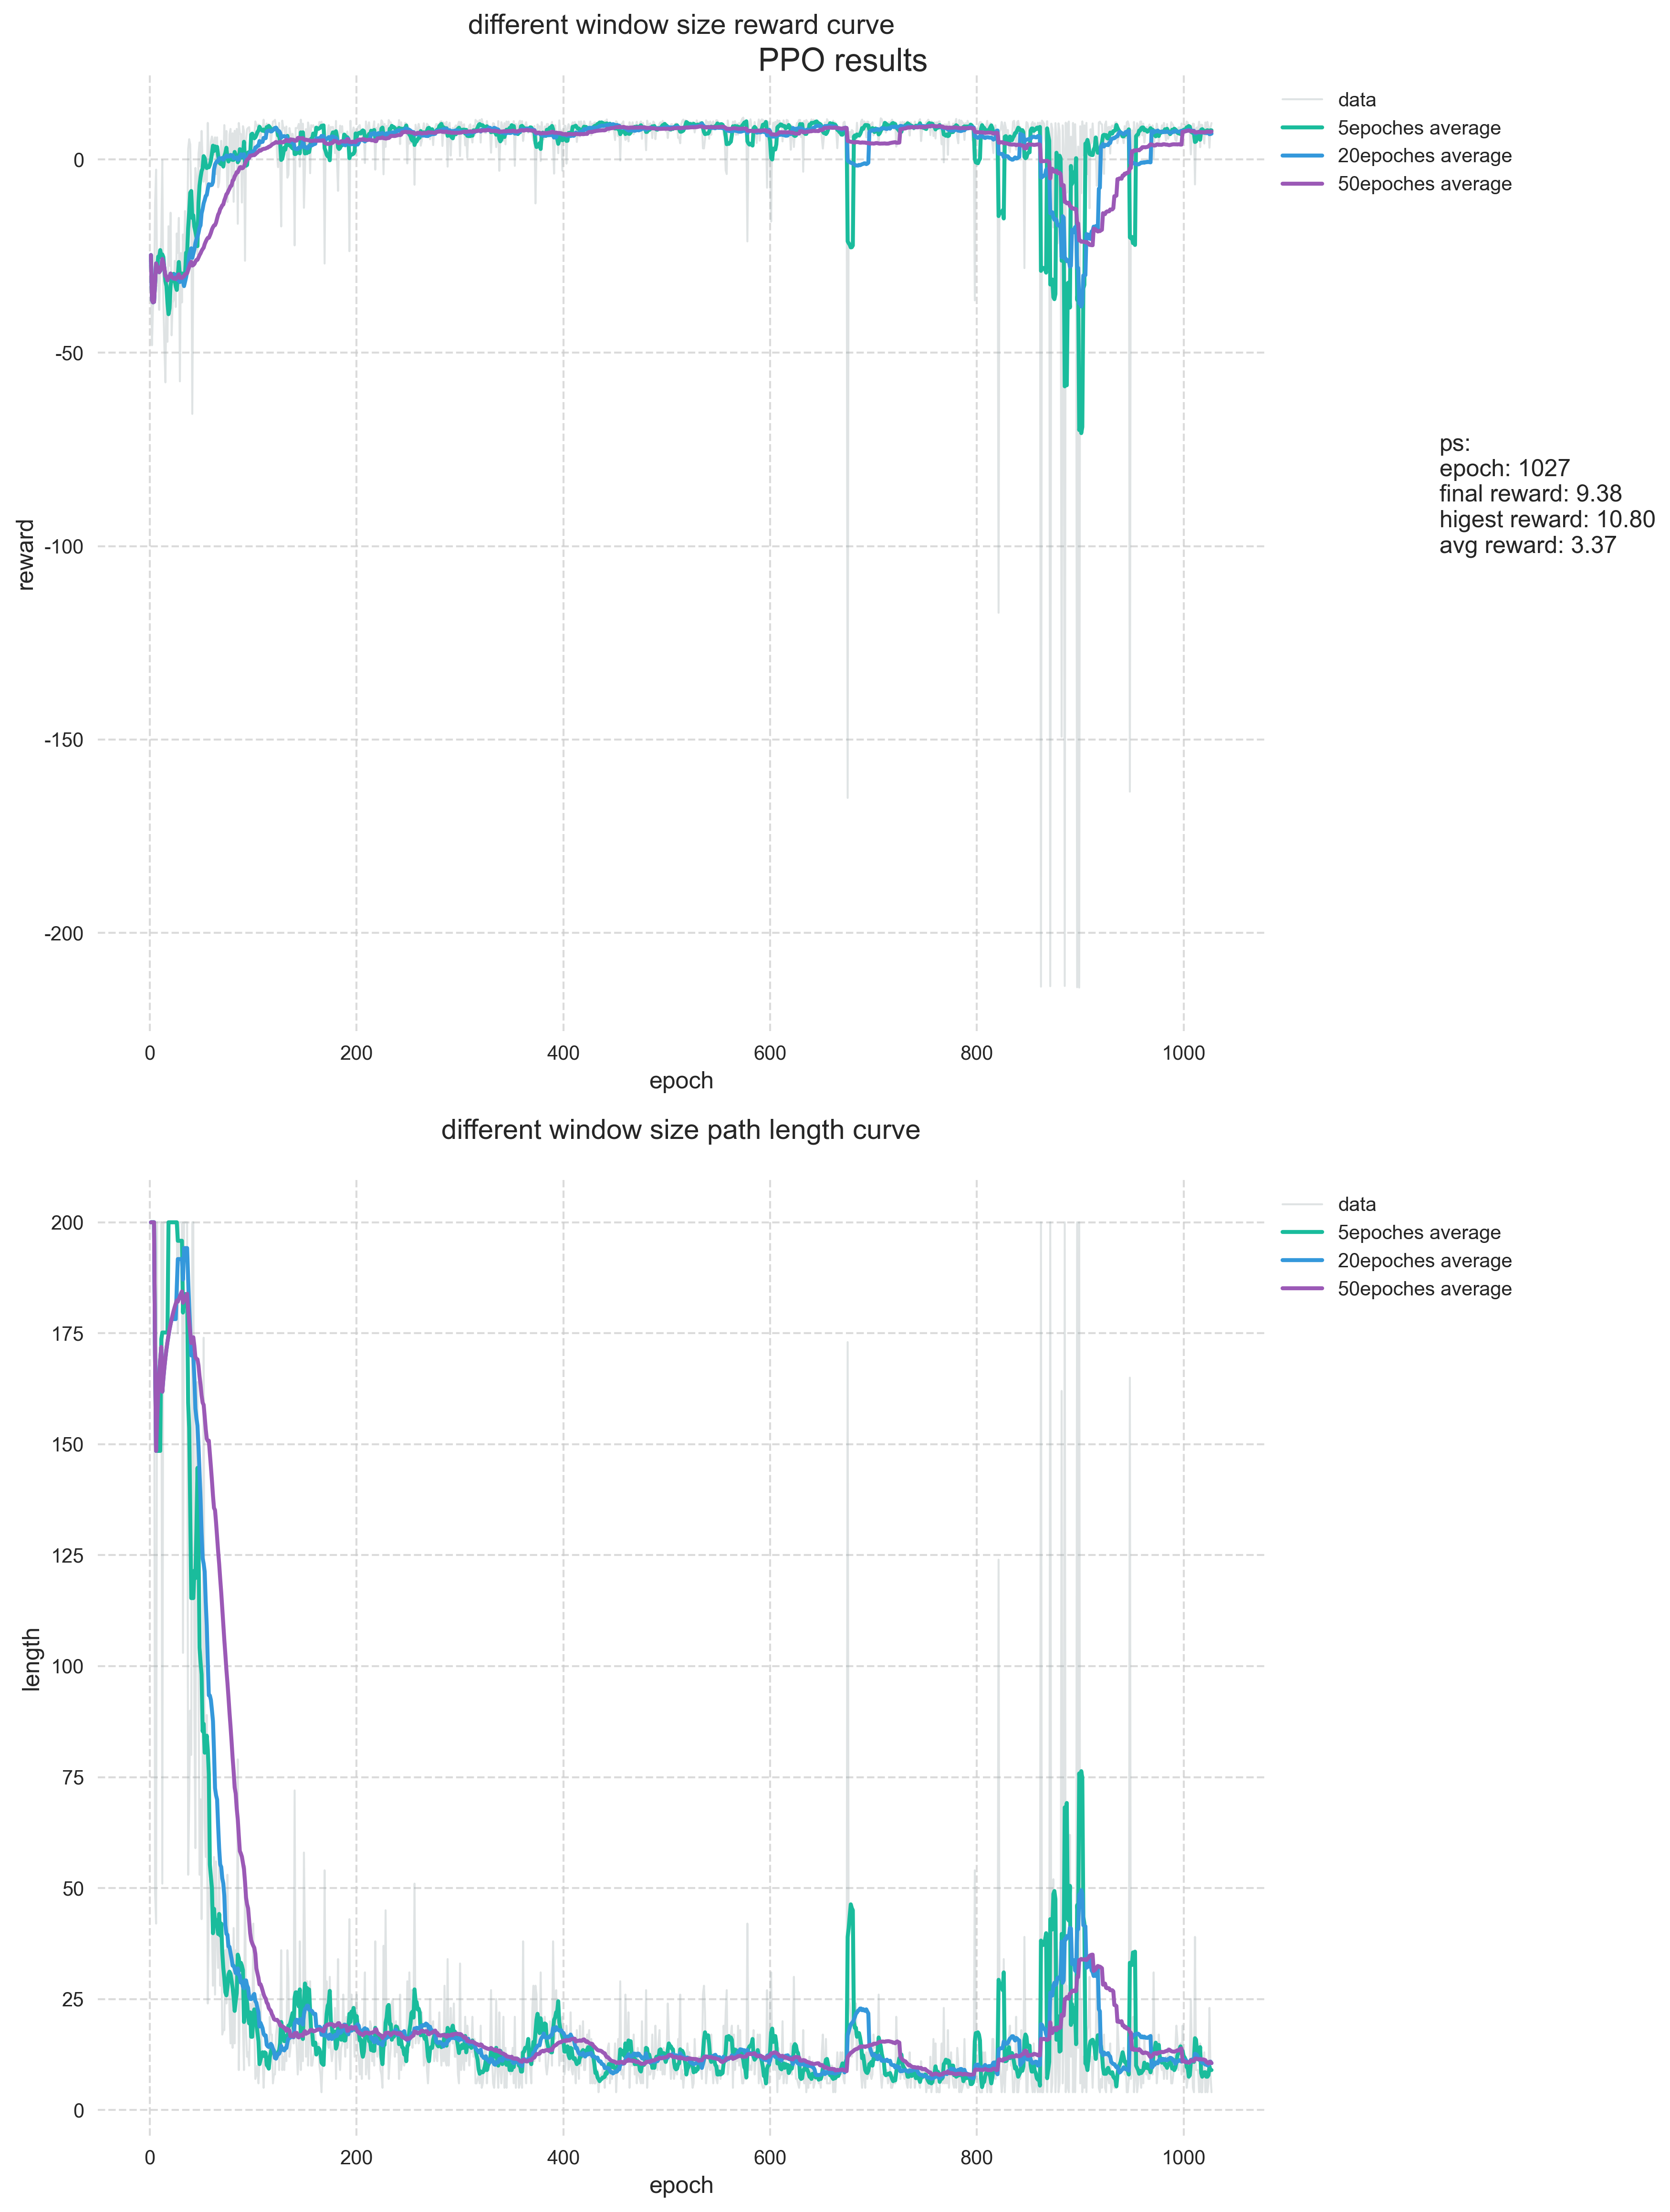 different window size reward curve
PPO results
data
5epoches average
20epoches average
50epoches average
0
-50
-100
-150
-200
reward
0 200 400 600 800 1000
epoch
ps:
epoch: 1027
final reward: 9.38
higest reward: 10.80
avg reward: 3.37
different window size path length curve
data
5epoches average
20epoches average
50epoches average
200
175
150
125
100
75
50
25
0
length
0 200 400 600 800 1000
epoch